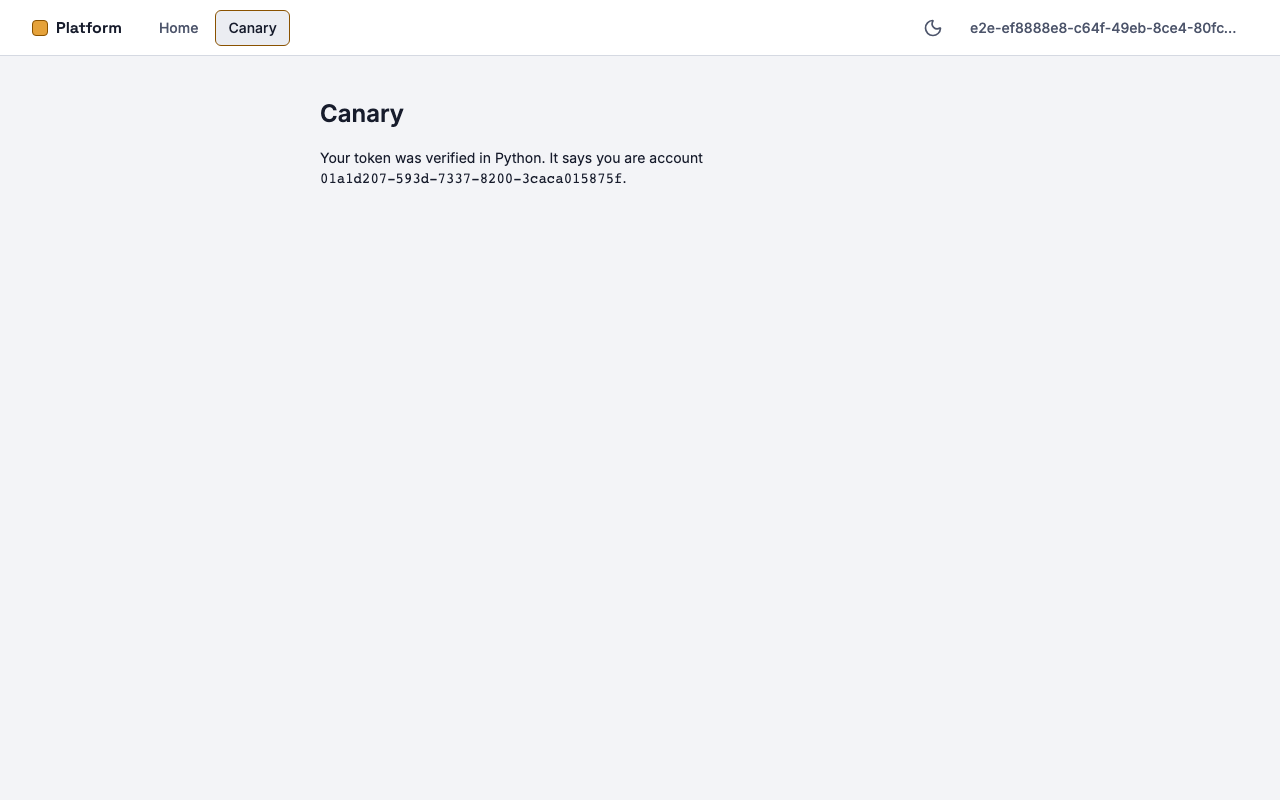 Platform
Home
Canary
e2e-ef8888e8-c64f-49eb-8ce4-80fc...
Canary
Your token was verified in Python. It says you are account
01a1d207-593d-7337-8200-3caca015875f.